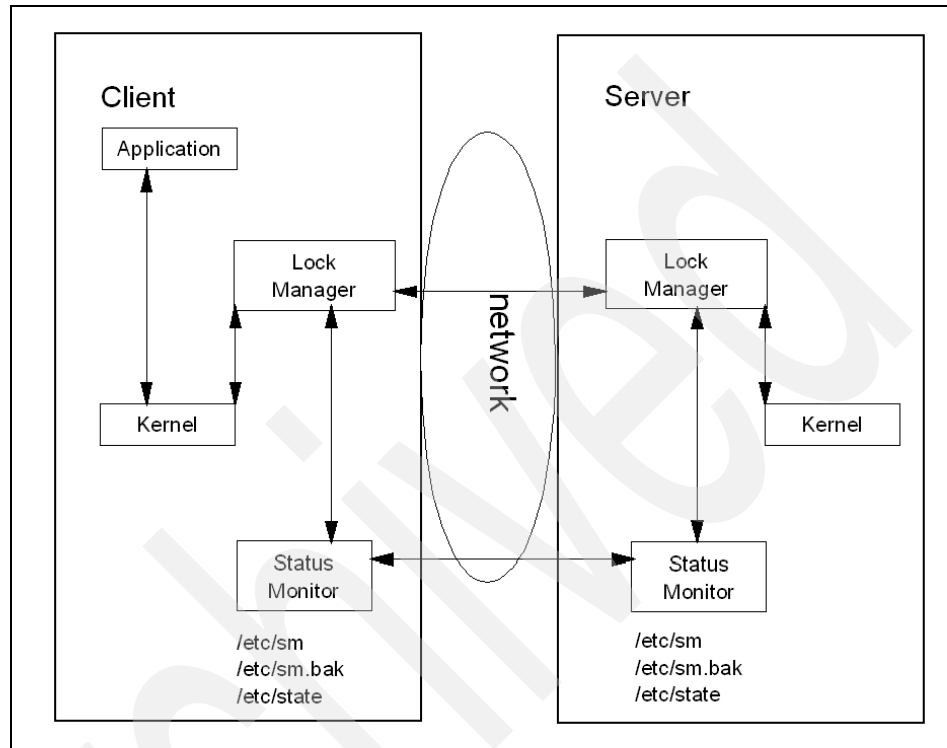 Client
Application
Lock
Manager
Kernel
Status
Monitor
/etc/sm
/etc/sm.bak
/etc/state
network
Server
Lock
Manager
Kernel
Status
Monitor
/etc/sm
/etc/sm.bak
/etc/state